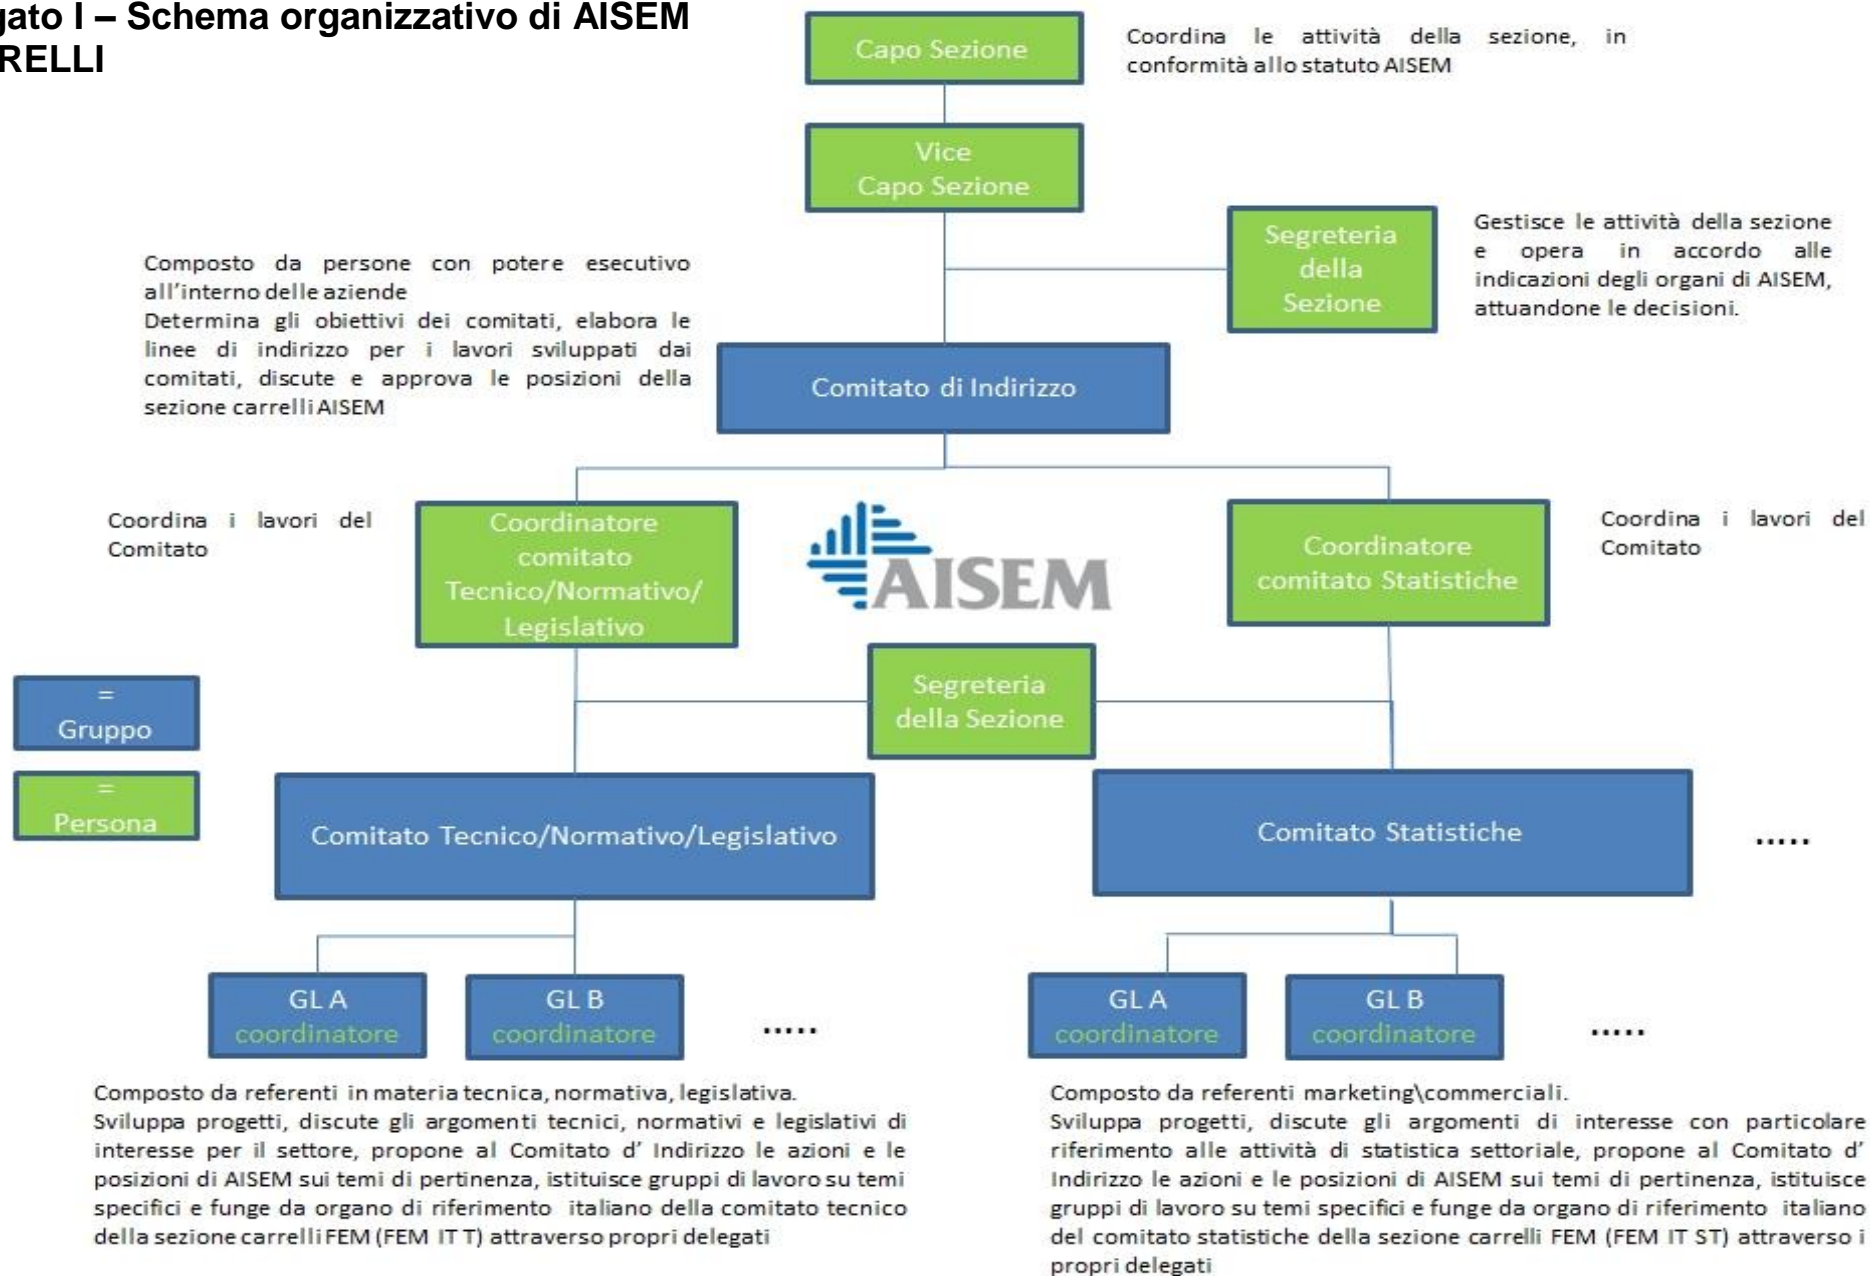 gato I – Schema organizzativo di AISEM
RRELLI
Capo Sezione
Coordina le attività della sezione, in
conformità allo statuto AISEM
Vice
Capo Sezione
Segreteria
della
Sezione
Gestisce le attività della sezione
e opera in accordo alle
indicazioni degli organi di AISEM,
attuandone le decisioni.
Composto da persone con potere esecutivo
all'interno delle aziende
Determina gli obiettivi dei comitati, elabora le
linee di indirizzo per i lavori sviluppati dai
comitati, discute e approva le posizioni della
sezione carrelli AISEM
Comitato di Indirizzo
Coordina i lavori del
Comitato
Coordinatore
comitato
Tecnico/Normativo/
Legislativo
AISEM
Coordinatore
comitato Statistiche
Coordina i lavori del
Comitato
Segreteria
della Sezione
=
Gruppo
=
Persona
Comitato Tecnico/Normativo/Legislativo
Comitato Statistiche
.....
GL A
coordinatore
GL B
coordinatore
.....
GL A
coordinatore
GL B
coordinatore
.....
Composto da referenti in materia tecnica, normativa, legislativa.
Sviluppa progetti, discute gli argomenti tecnici, normativi e legislativi di
interesse per il settore, propone al Comitato d' Indirizzo le azioni e le
posizioni di AISEM sui temi di pertinenza, istituisce gruppi di lavoro su temi
specifici e funge da organo di riferimento italiano della comitato tecnico
della sezione carrelli FEM (FEM IT T) attraverso propri delegati
Composto da referenti marketing\commerciali.
Sviluppa progetti, discute gli argomenti di interesse con particolare
riferimento alle attività di statistica settoriale, propone al Comitato d'
Indirizzo le azioni e le posizioni di AISEM sui temi di pertinenza, istituisce
gruppi di lavoro su temi specifici e funge da organo di riferimento italiano
del comitato statistiche della sezione carrelli FEM (FEM IT ST) attraverso i
propri delegati